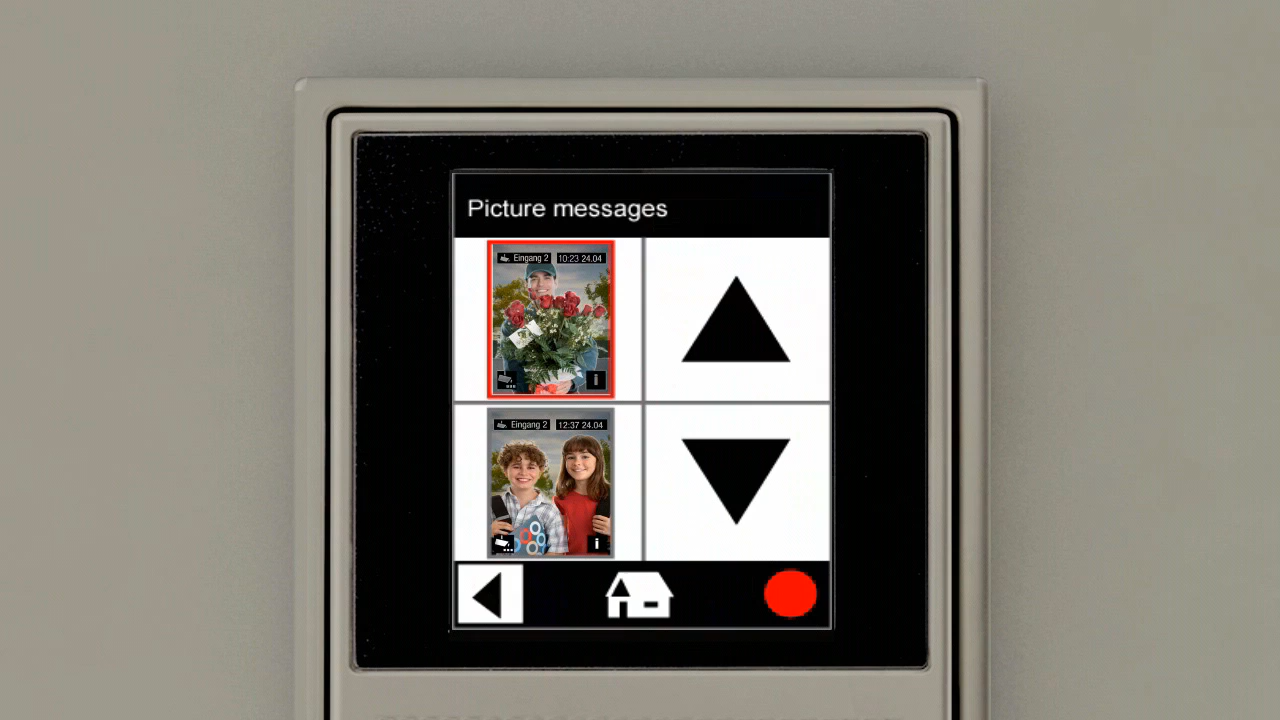 Picture messages
Eingang 2 10:23 24.04
i
Eingang 2 12:37 24.04
i